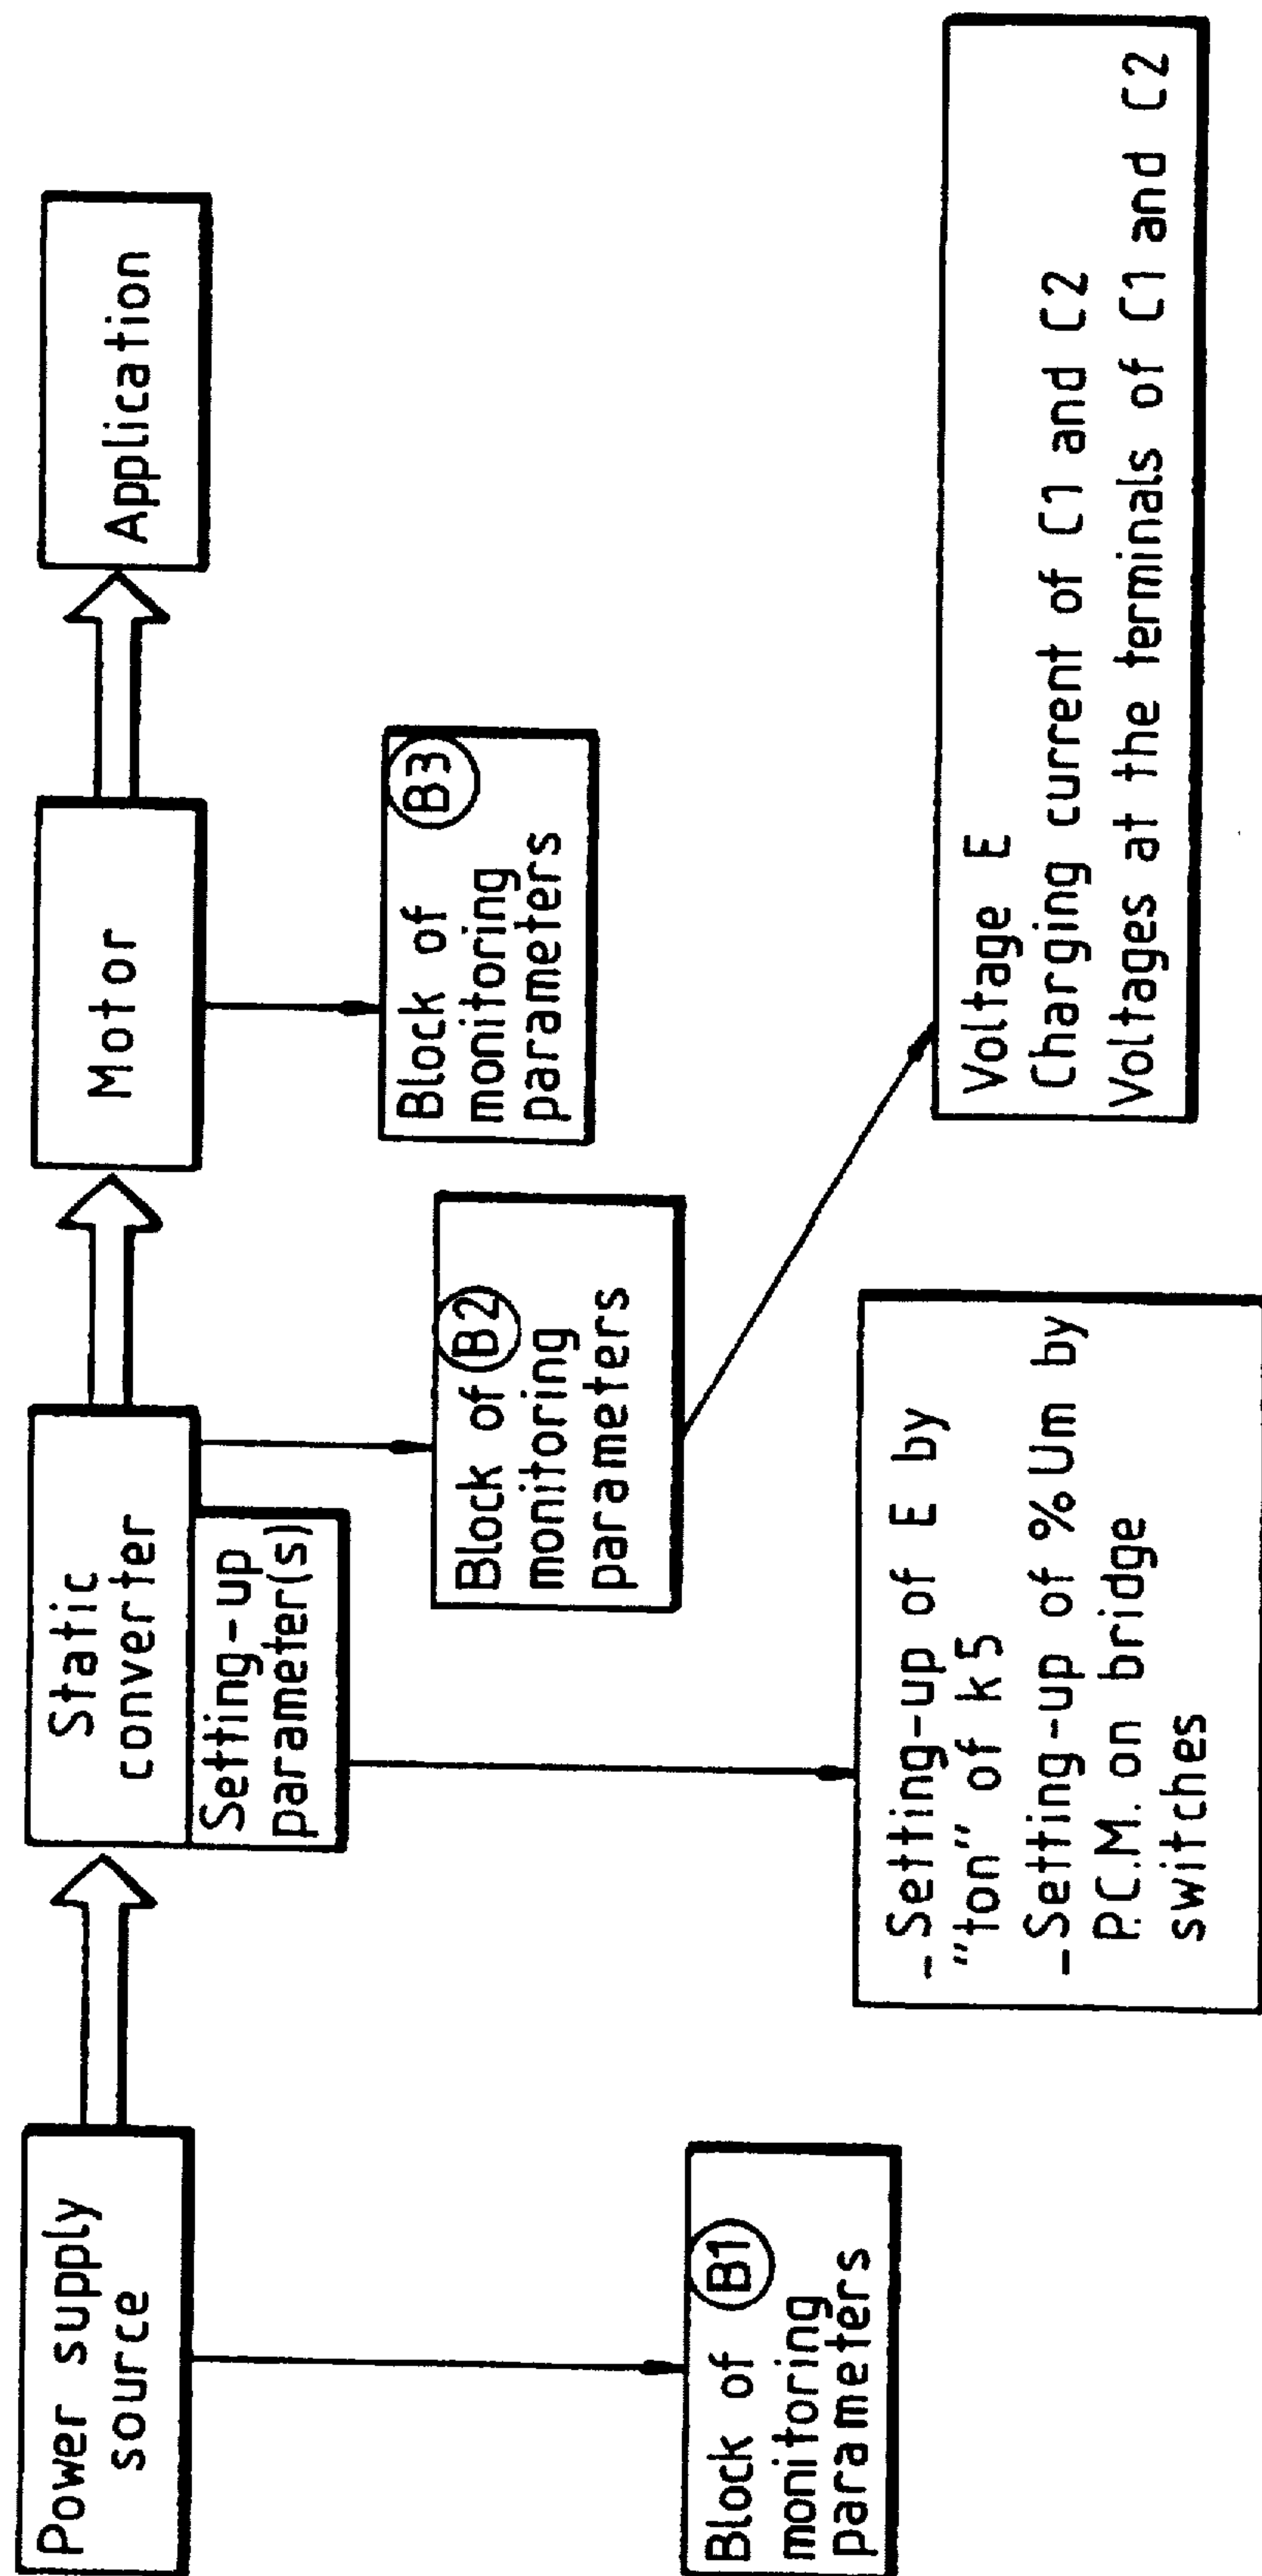 Power supply
source
Static
converter
Setting-up
parameter(s)
Motor
Application
Block of B1
monitoring
parameters
Block of B2
monitoring
parameters
Block of B3
monitoring
parameters
-Setting-up of E by
"ton" of k5
-Setting-up of % Um by
P.C.M. on bridge
switches
Voltage E
Charging current of C1 and C2
Voltages at the terminals of C1 and C2